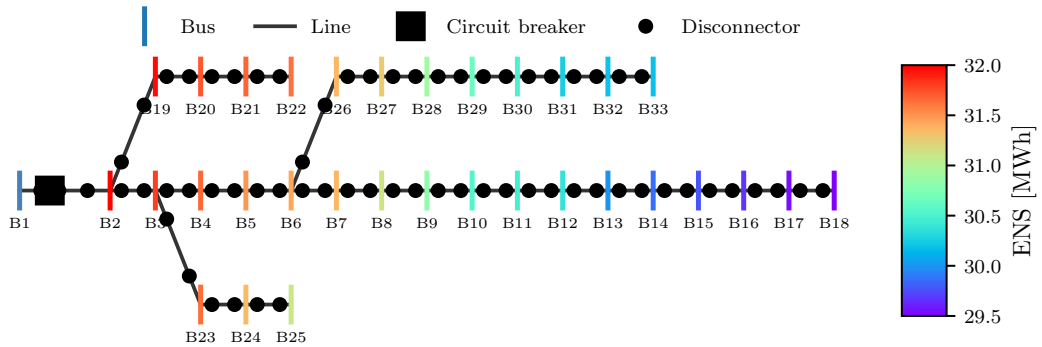 Bus Line Circuit breaker Disconnector
B19 B20 B21 B22 B26 B27 B28 B29 B30 B31 B32 B33
B1 B2 B3 B4 B5 B6 B7 B8 B9 B10 B11 B12 B13 B14 B15 B16 B17 B18
B23 B24 B25
32.0
31.5
31.0
30.5
30.0
29.5
ENS [MWh]